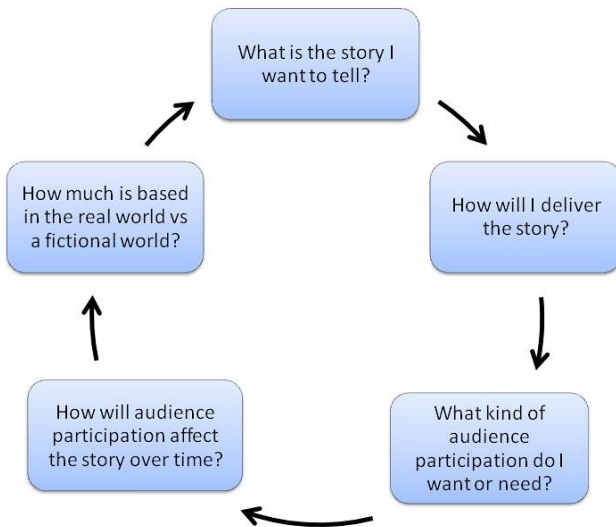 What is the story I
want to tell?
How will I deliver
the story?
What kind of
audience
participation do I
want or need?
How will audience
participation affect
the story over time?
How much is based
in the real world vs
a fictional world?